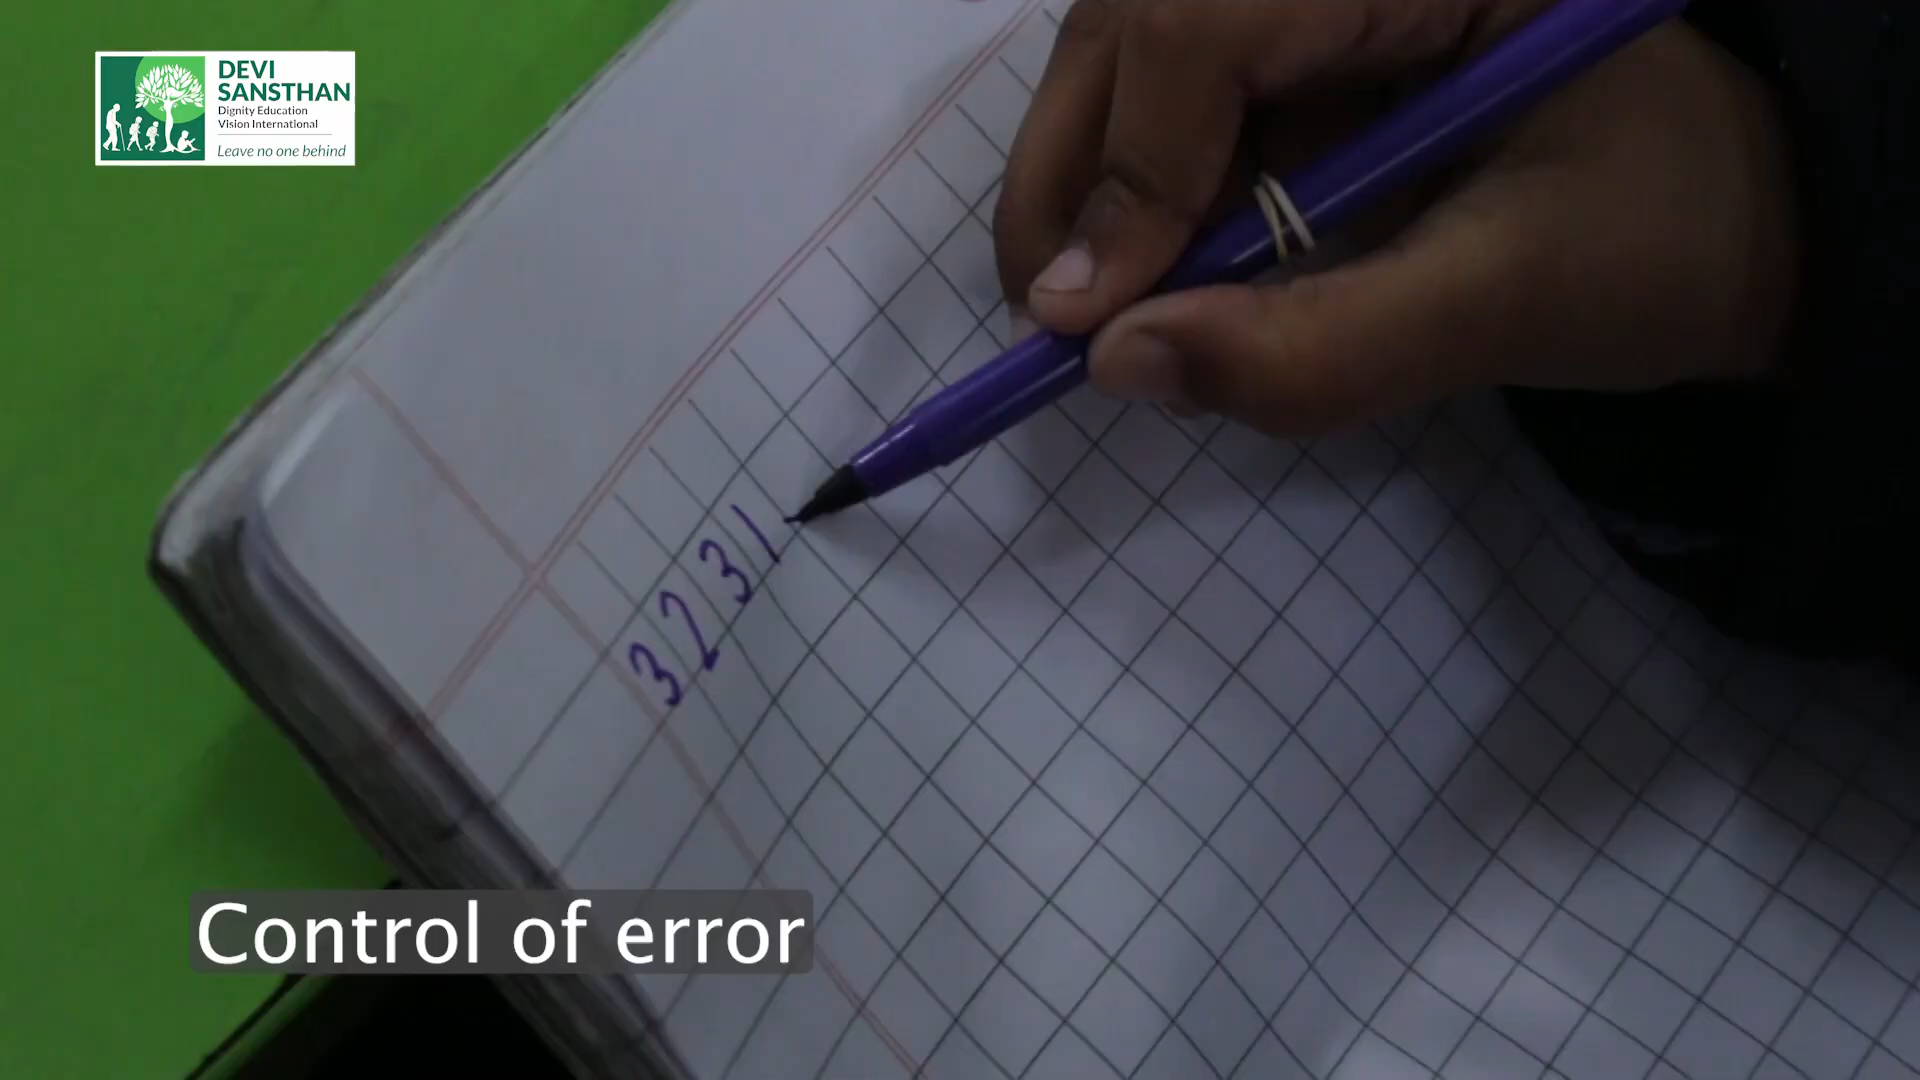 DEVI
SANSTHAN
Dignity Education
Vision International
Leave no one behind
3231
Control of error